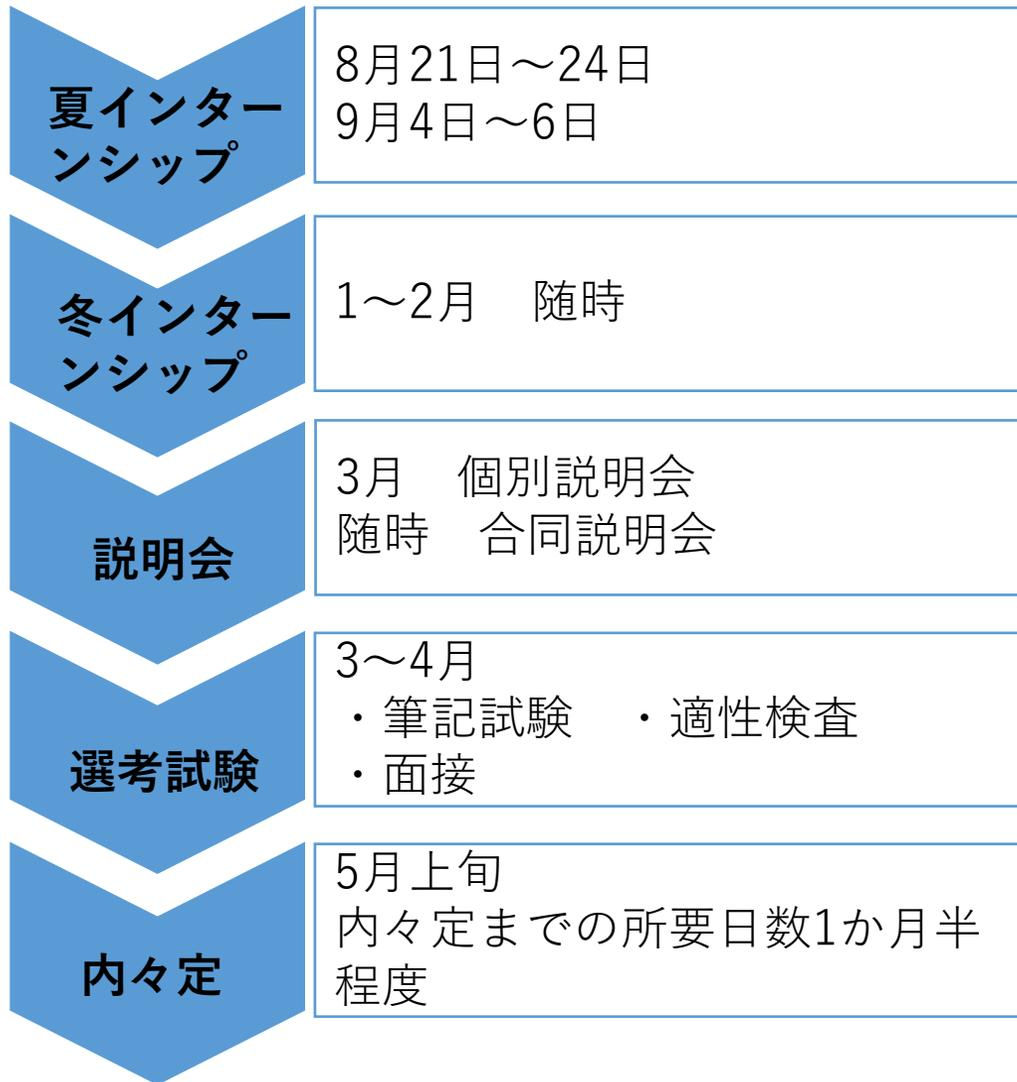 夏インター
ンシップ
8月21日～24日
9月4日～6日
冬インター
ンシップ
1～2月　随時
説明会
3月　個別説明会
随時　合同説明会
選考試験
3～4月
・筆記試験　・適性検査
・面接
内々定
5月上旬
内々定までの所要日数1か月半
程度